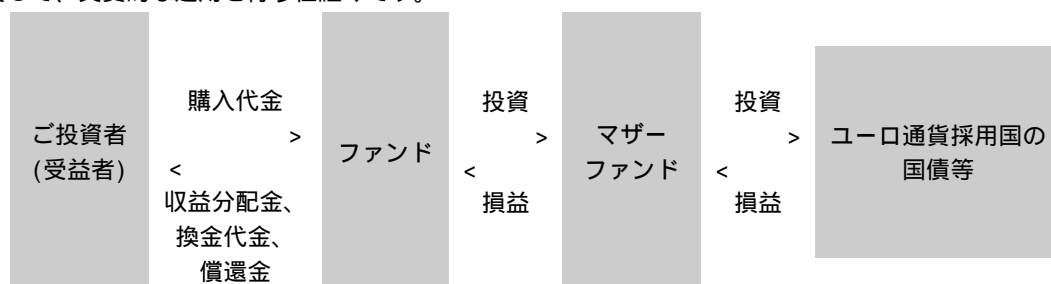 ご投資者
(受益者)
購入代金
>
<
収益分配金、
換金代金、
償還金
ファンド
投資
>
<
損益
マザー
ファンド
投資
>
<
損益
ユーロ通貨採用国の
国債等